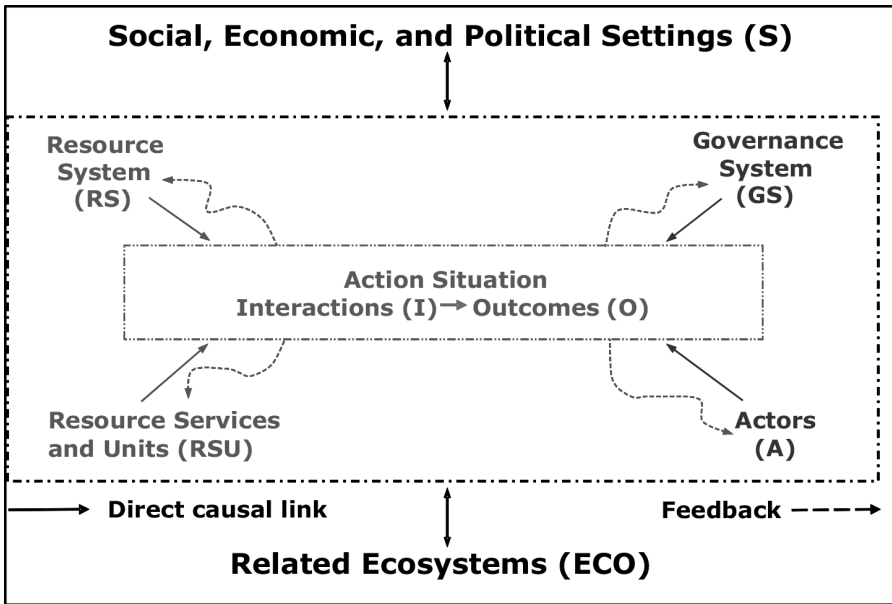 Social, Economic, and Political Settings (S)
Resource
System
(RS)
Governance
System
(GS)
Action Situation
Interactions (I) → Outcomes (O)
Resource Services
and Units (RSU)
Actors
(A)
Direct causal link
Feedback
Related Ecosystems (ECO)